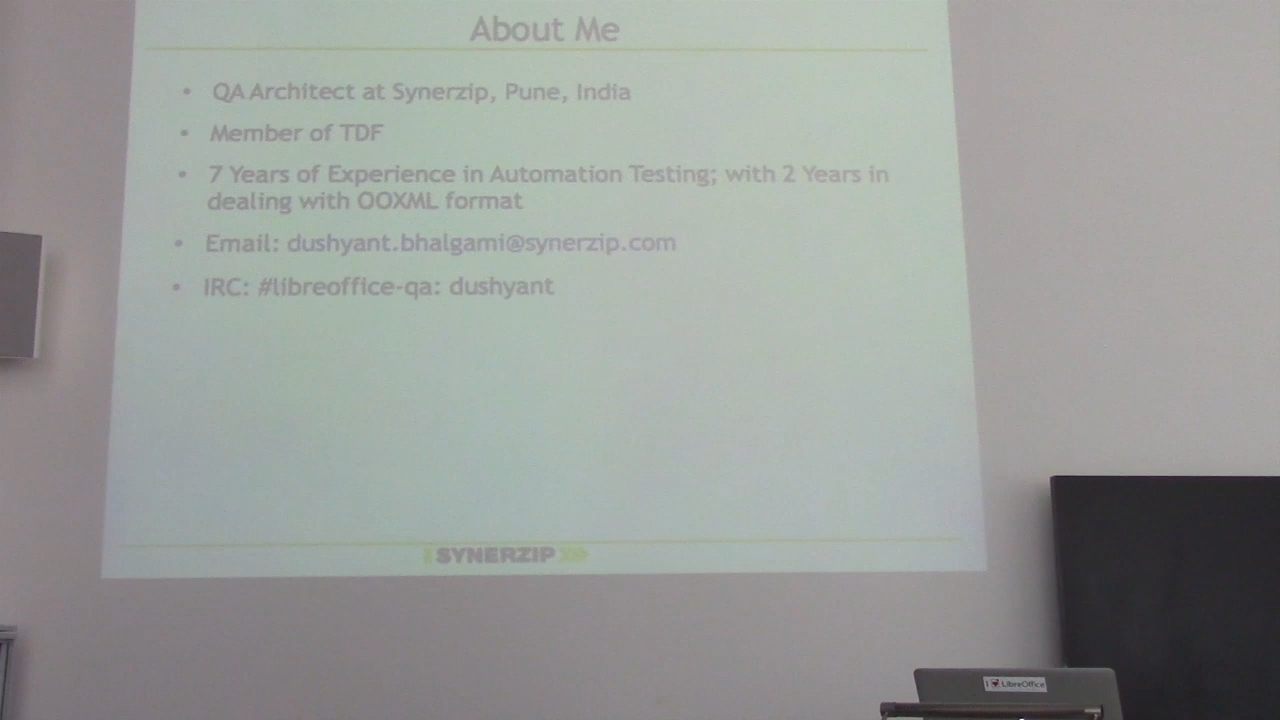 About Me
• QA Architect at Synerzip, Pune, India
• Member of TDF
• 7 Years of Experience in Automation Testing; with 2 Years in
dealing with OOXML format
• Email: dushyant.bhalgami@synerzip.com
• IRC: #libreoffice-qa: dushyant
SYNERZIP
I ♥ LibreOffice